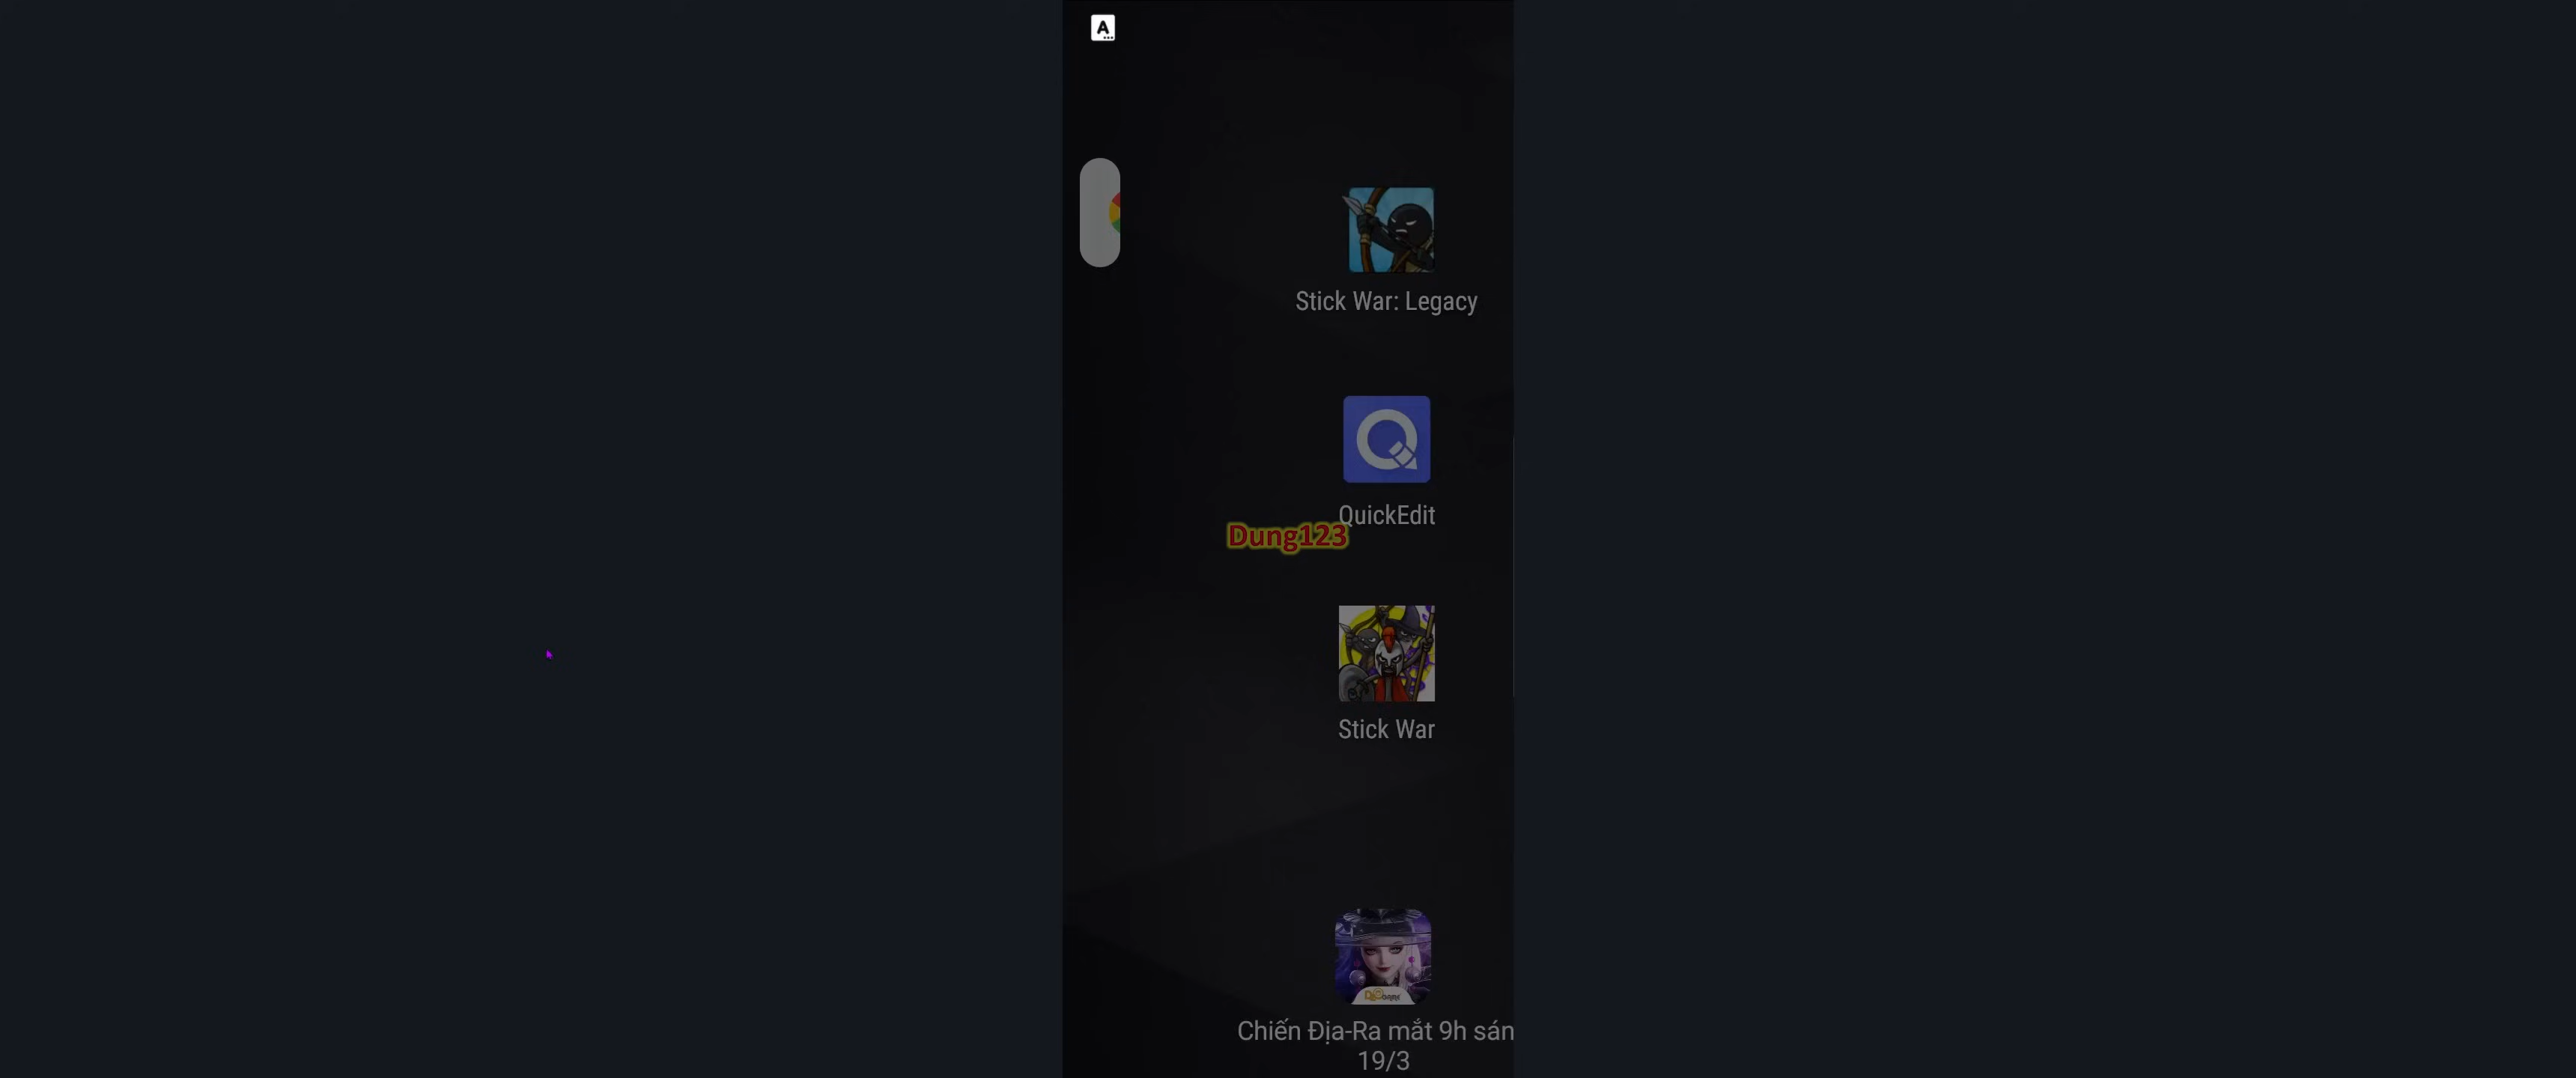 A
Stick War: Legacy
QuickEdit
Dung123
Stick War
Chiến Địa-Ra mắt 9h sán
19/3